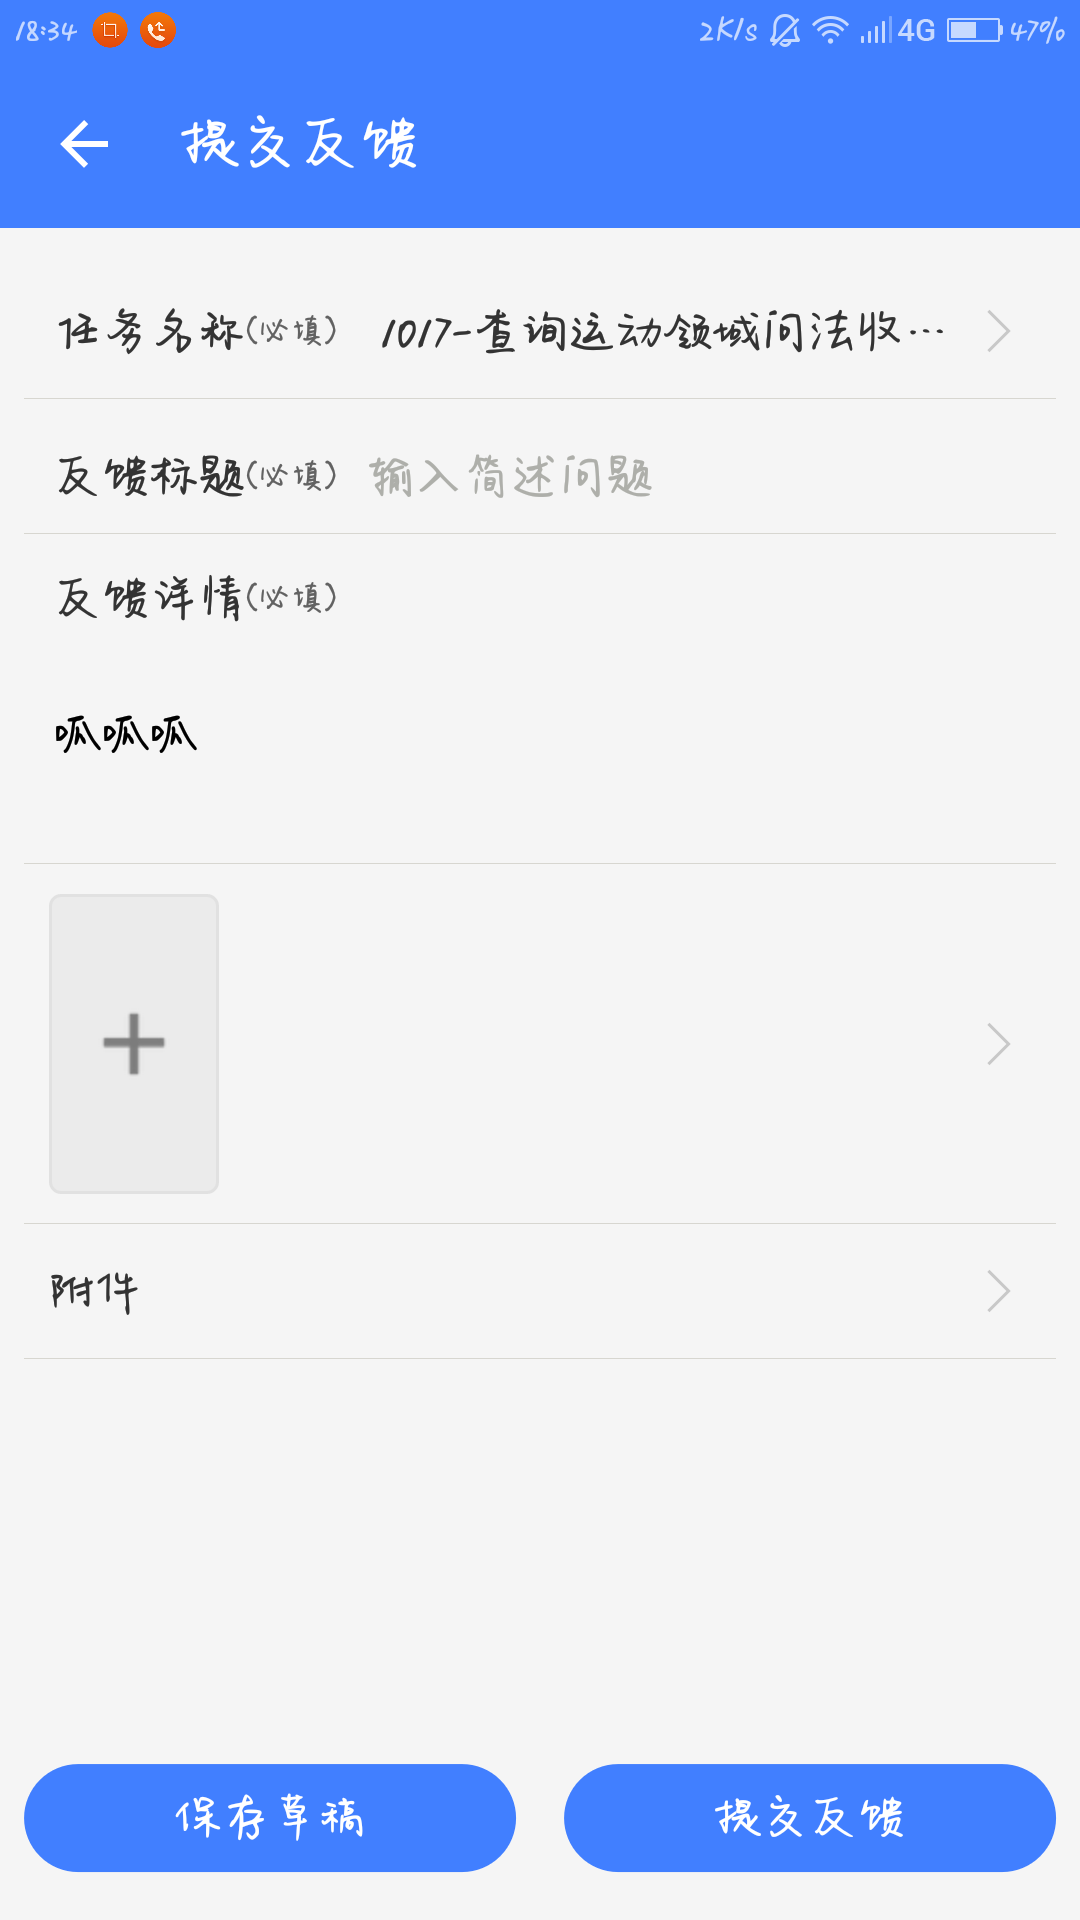 18:34 2K/s 4G 47%
提交反馈
任务名称(必填) 1017-查询运动领域问法收…
反馈标题(必填) 输入简述问题
反馈详情(必填)
呱呱呱
附件
保存草稿 提交反馈